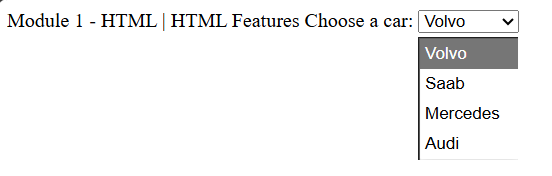 Module 1 - HTML | HTML Features Choose a car: Volvo
Volvo
Saab
Mercedes
Audi